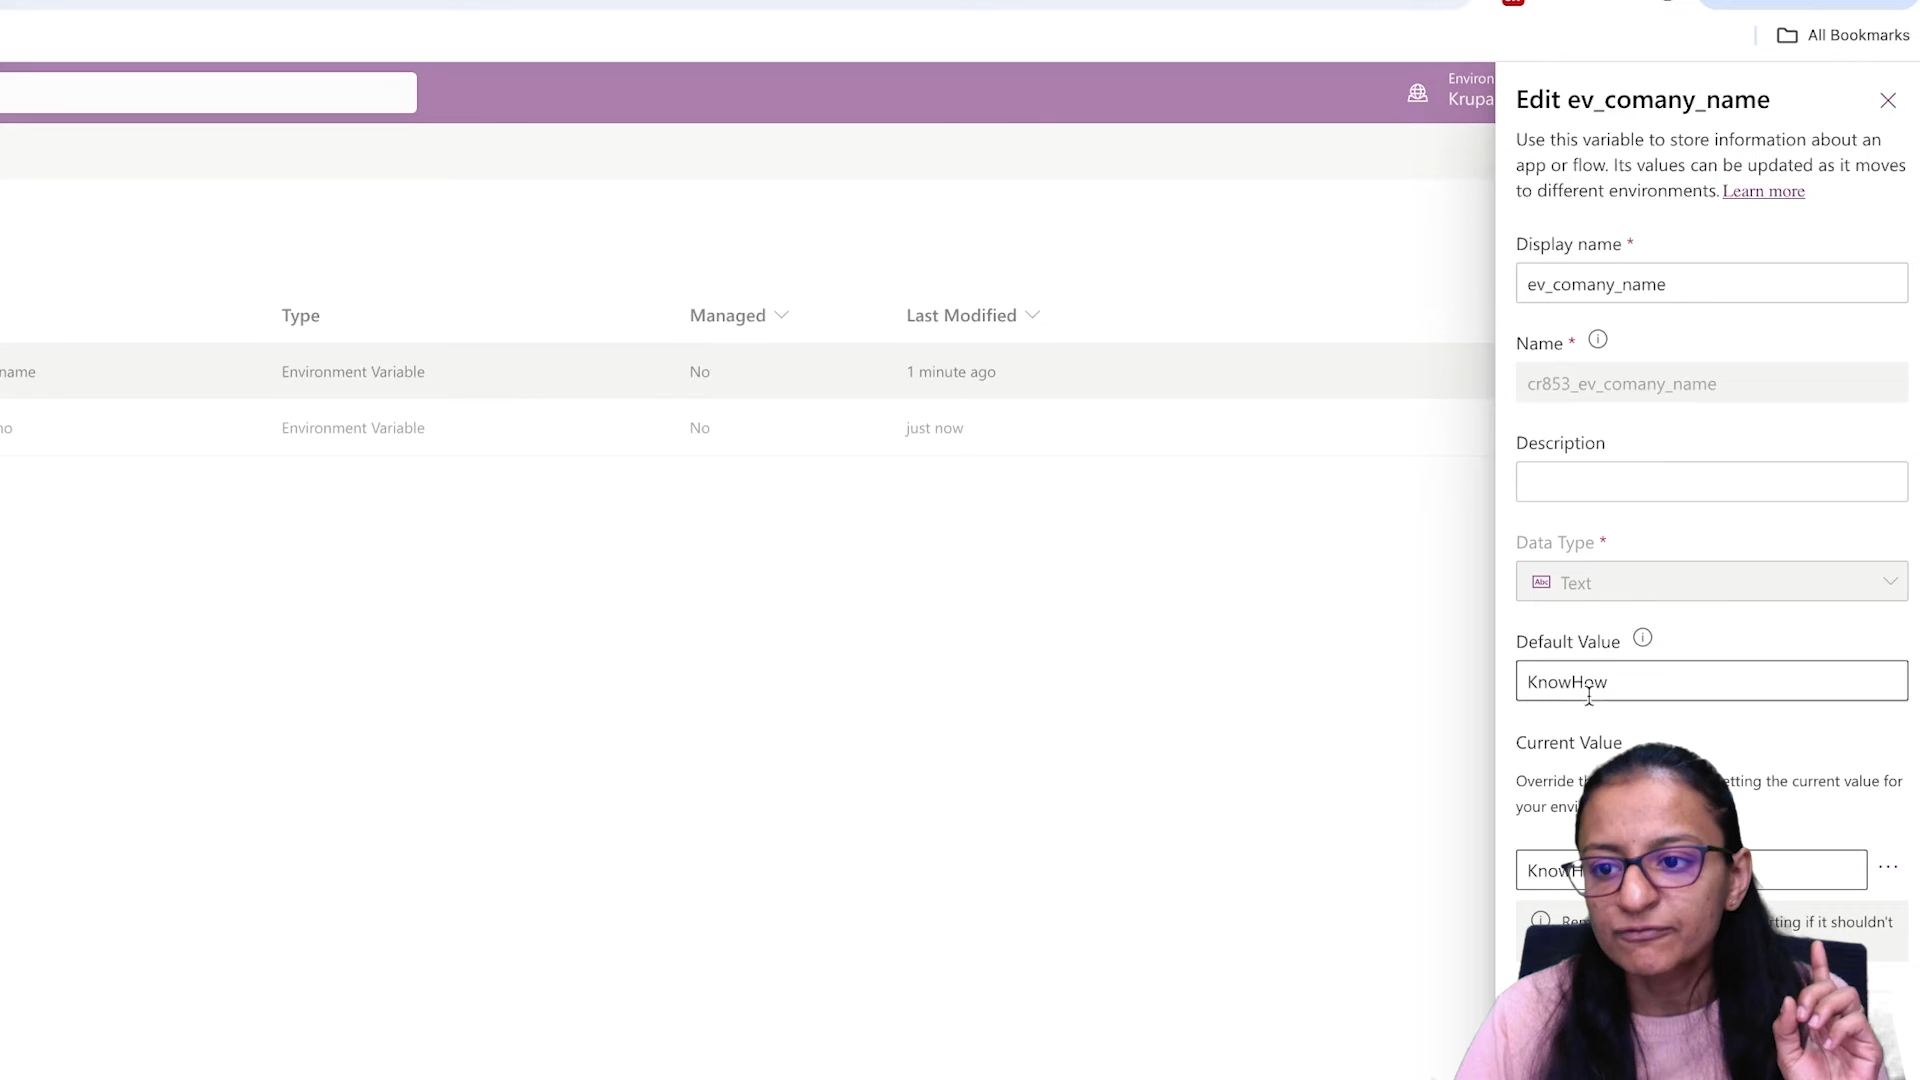 All Bookmarks
Environ
Krupa
Edit ev_comany_name
Use this variable to store information about an
app or flow. Its values can be updated as it moves
to different environments. Learn more
Display name *
ev_comany_name
Name *
cr853_ev_comany_name
Description
Data Type *
Abc Text
Default Value
KnowHow
Current Value
Override etting the current value for
your
ting if it shouldn't
Type Managed Last Modified
name Environment Variable No 1 minute ago
no Environment Variable No just now